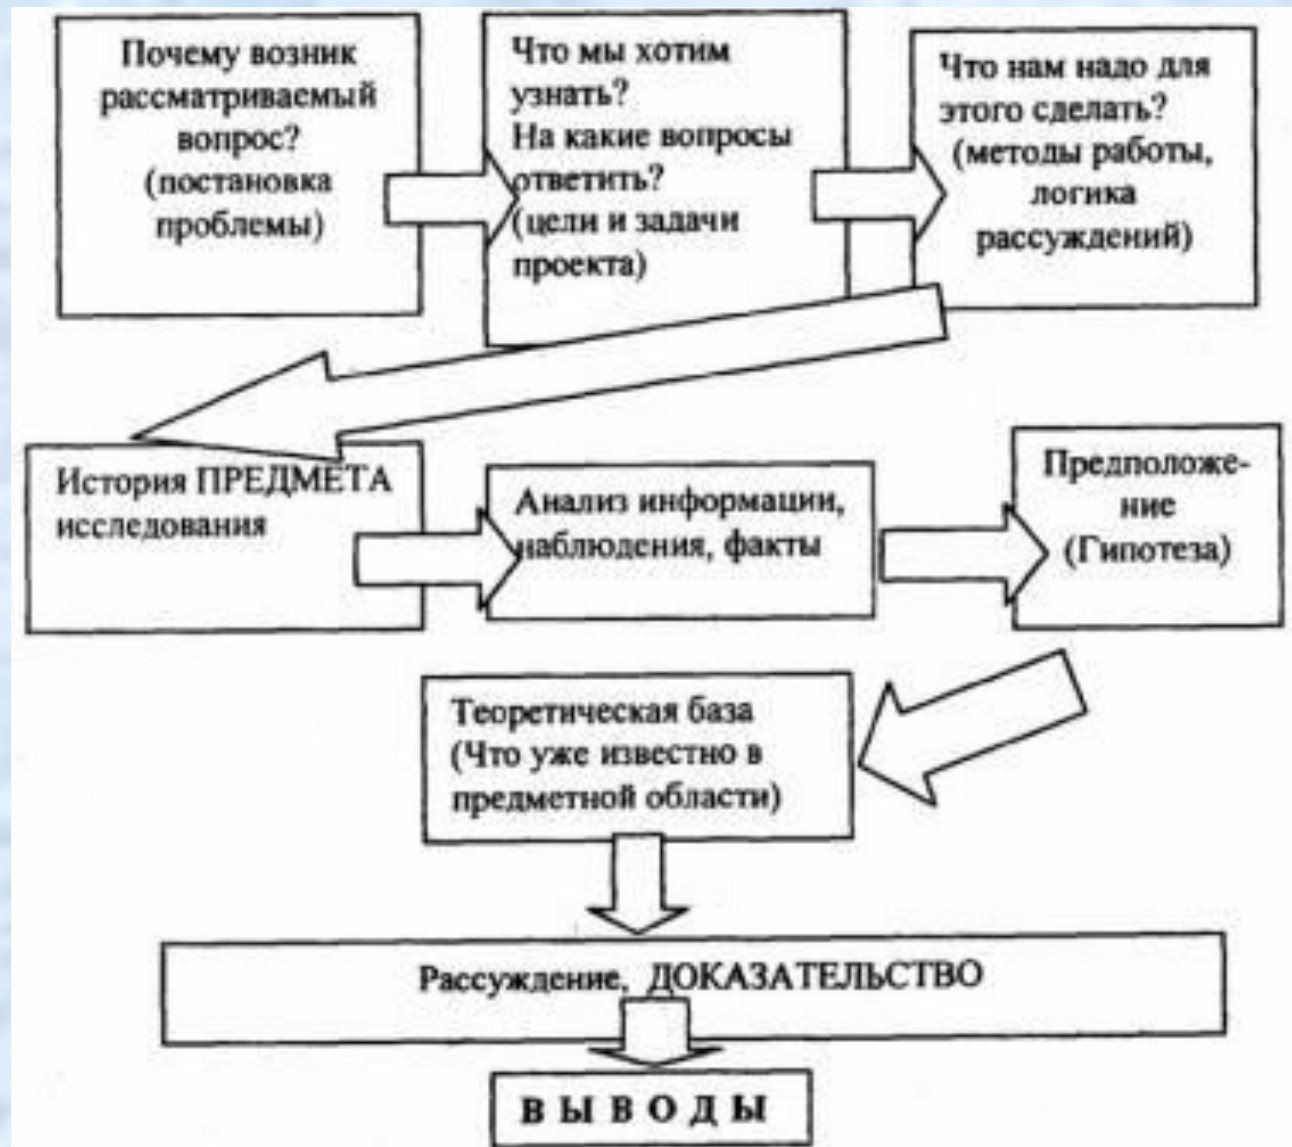 Почему возник
рассматриваемый
вопрос?
(постановка
проблемы)
Что мы хотим
узнать?
На какие вопросы
ответить?
(цели и задачи
проекта)
Что нам надо для
этого сделать?
(методы работы,
логика
рассуждений)
История ПРЕДМЕТА
исследования
Анализ информации,
наблюдения, факты
Предположе-
ние
(Гипотеза)
Теоретическая база
(Что уже известно в
предметной области)
Рассуждение, ДОКАЗАТЕЛЬСТВО
В Ы В О Д Ы